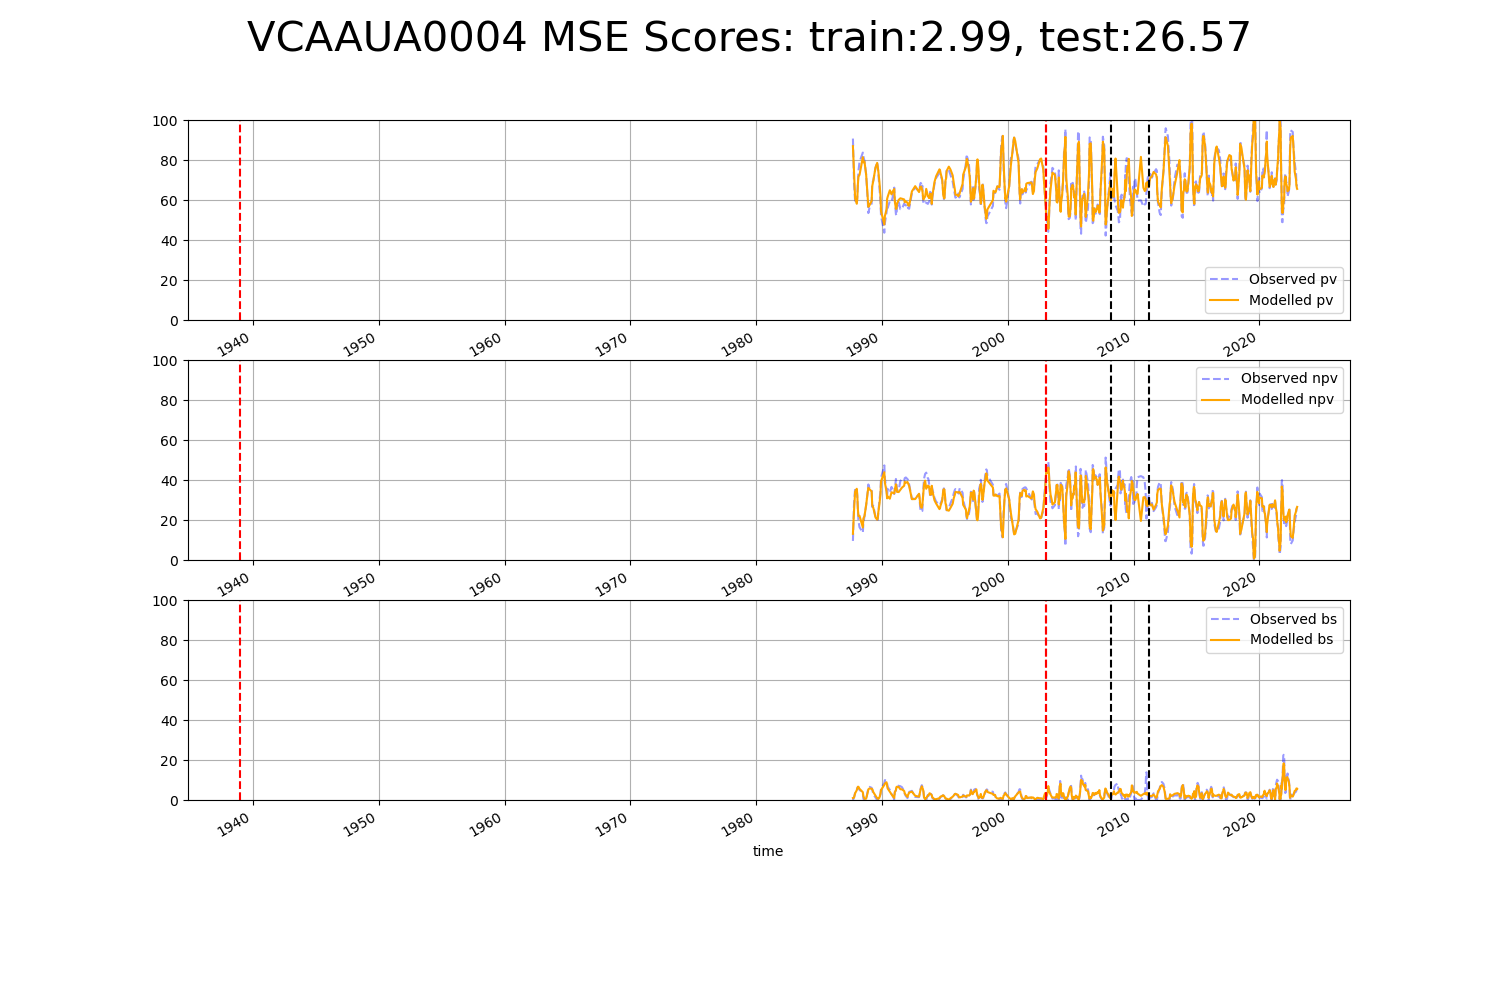 VCAAUA0004 MSE Scores: train:2.99, test:26.57
100
80
60
40
20
0
Observed pv
Modelled pv
1940 1950 1960 1970 1980 1990 2000 2010 2020
100
80
60
40
20
0
Observed npv
Modelled npv
1940 1950 1960 1970 1980 1990 2000 2010 2020
100
80
60
40
20
0
Observed bs
Modelled bs
1940 1950 1960 1970 1980 1990 2000 2010 2020
time